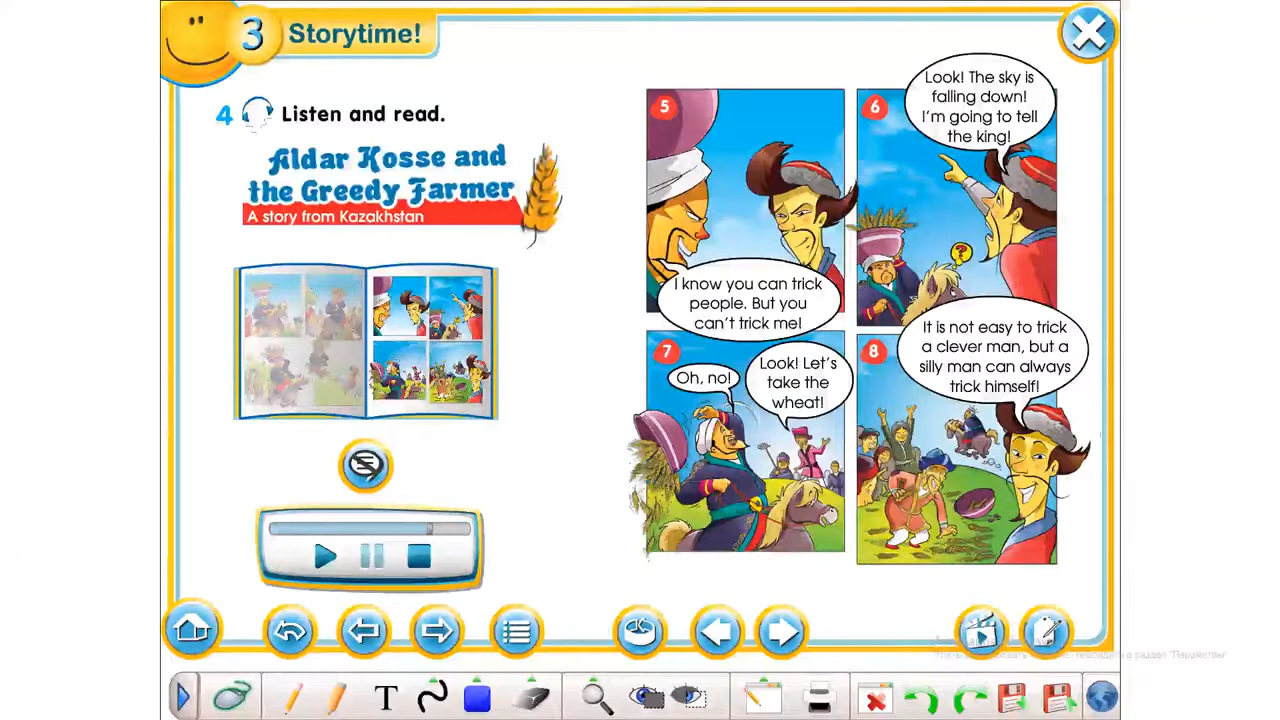 3 Storytime!
4 Listen and read.
Aldar Kosse and
the Greedy Farmer
A story from Kazakhstan
5
I know you can trick
people. But you
can't trick me!
6
Look! The sky is
falling down!
I'm going to tell
the king!
?
7
Oh, no!
Look! Let's
take the
wheat!
8
It is not easy to trick
a clever man, but a
silly man can always
trick himself!
K
T